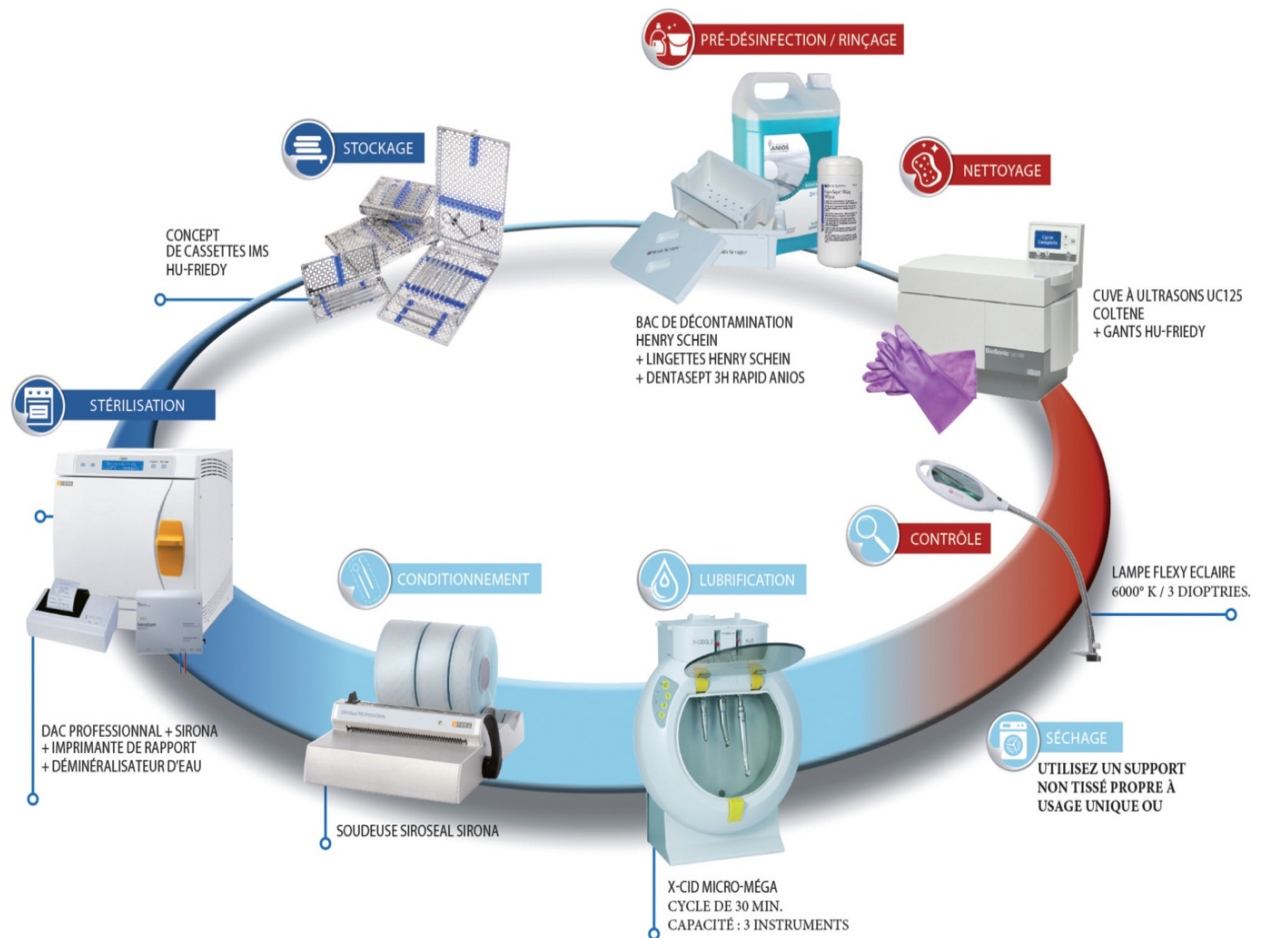 PRÉ-DÉSINFECTION / RINÇAGE
STOCKAGE
NETTOYAGE
ANIOS
CONCEPT
DE CASSETTES IMS
HU-FRIEDY
Cycle
Complete
BAC DE DÉCONTAMINATION
HENRY SCHEIN
+ LINGETTES HENRY SCHEIN
+ DENTASEPT 3H RAPID ANIOS
CUVE À ULTRASONS UC125
COLTENE
+ GANTS HU-FRIEDY
STÉRILISATION
CONTRÔLE
CONDITIONNEMENT
LUBRIFICATION
LAMPE FLEXY ECLAIRE
6000° K / 3 DIOPTRIES.
DAC PROFESSIONNAL + SIRONA
+ IMPRIMANTE DE RAPPORT
+ DÉMINÉRALISATEUR D'EAU
SÉCHAGE
UTILISEZ UN SUPPORT
NON TISSÉ PROPRE À
USAGE UNIQUE OU
SOUDEUSE SIROSEAL SIRONA
X-CID MICRO-MÉGA
CYCLE DE 30 MIN.
CAPACITÉ : 3 INSTRUMENTS